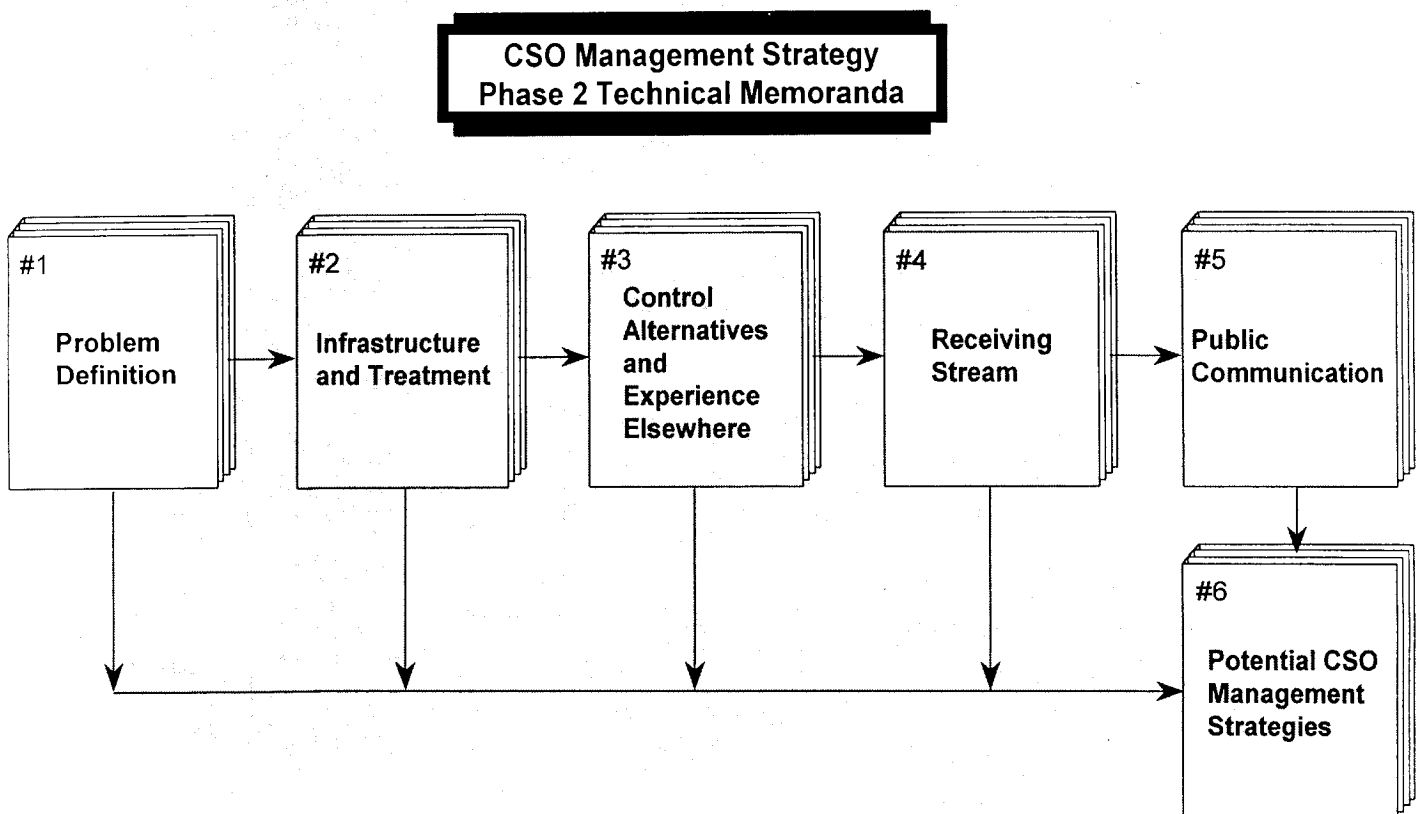 CSO Management Strategy
Phase 2 Technical Memoranda
#1
Problem
Definition
#2
Infrastructure
and Treatment
#3
Control
Alternatives
and
Experience
Elsewhere
#4
Receiving
Stream
#5
Public
Communication
#6
Potential CSO
Management
Strategies